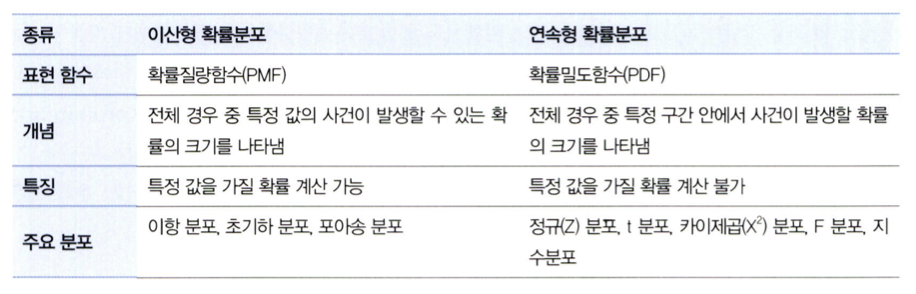 종류 이산형 확률분포 연속형 확률분포
표현 함수 확률질량함수(PMF) 확률밀도함수(PDF)
개념 전체 경우 중 특정 값의 사건이 발생할 수 있는 확 전체 경우 중 특정 구간 안에서 사건이 발생할 확률
률의 크기를 나타냄 의 크기를 나타냄
특징 특정 값을 가질 확률 계산 가능 특정 값을 가질 확률 계산 불가
주요 분포 이항 분포, 초기하 분포, 포아송 분포 정규(Z) 분포, t 분포, 카이제곱(X²) 분포, F 분포, 지
수분포